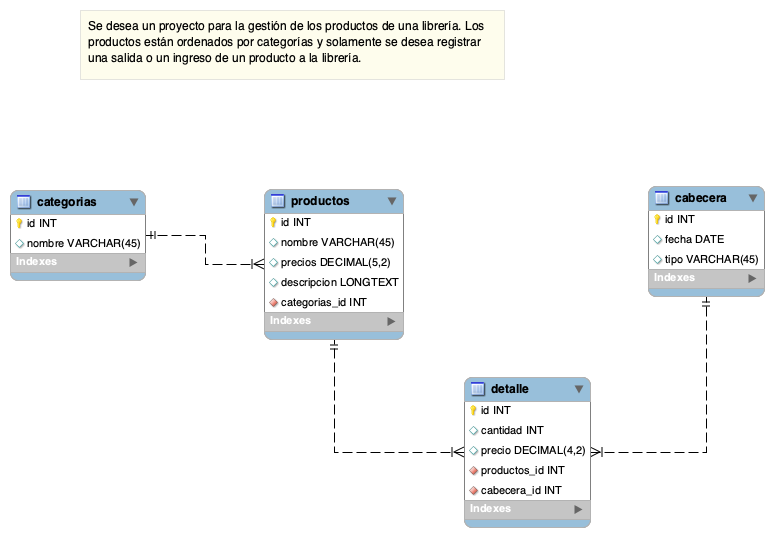 Se desea un proyecto para la gestión de los productos de una librería. Los
productos están ordenados por categorías y solamente se desea registrar
una salida o un ingreso de un producto a la librería.
categorias
id INT
nombre VARCHAR(45)
Indexes
productos
id INT
nombre VARCHAR(45)
precios DECIMAL(5,2)
descripcion LONGTEXT
categorias_id INT
Indexes
cabecera
id INT
fecha DATE
tipo VARCHAR(45)
Indexes
detalle
id INT
cantidad INT
precio DECIMAL(4,2)
productos_id INT
cabecera_id INT
Indexes